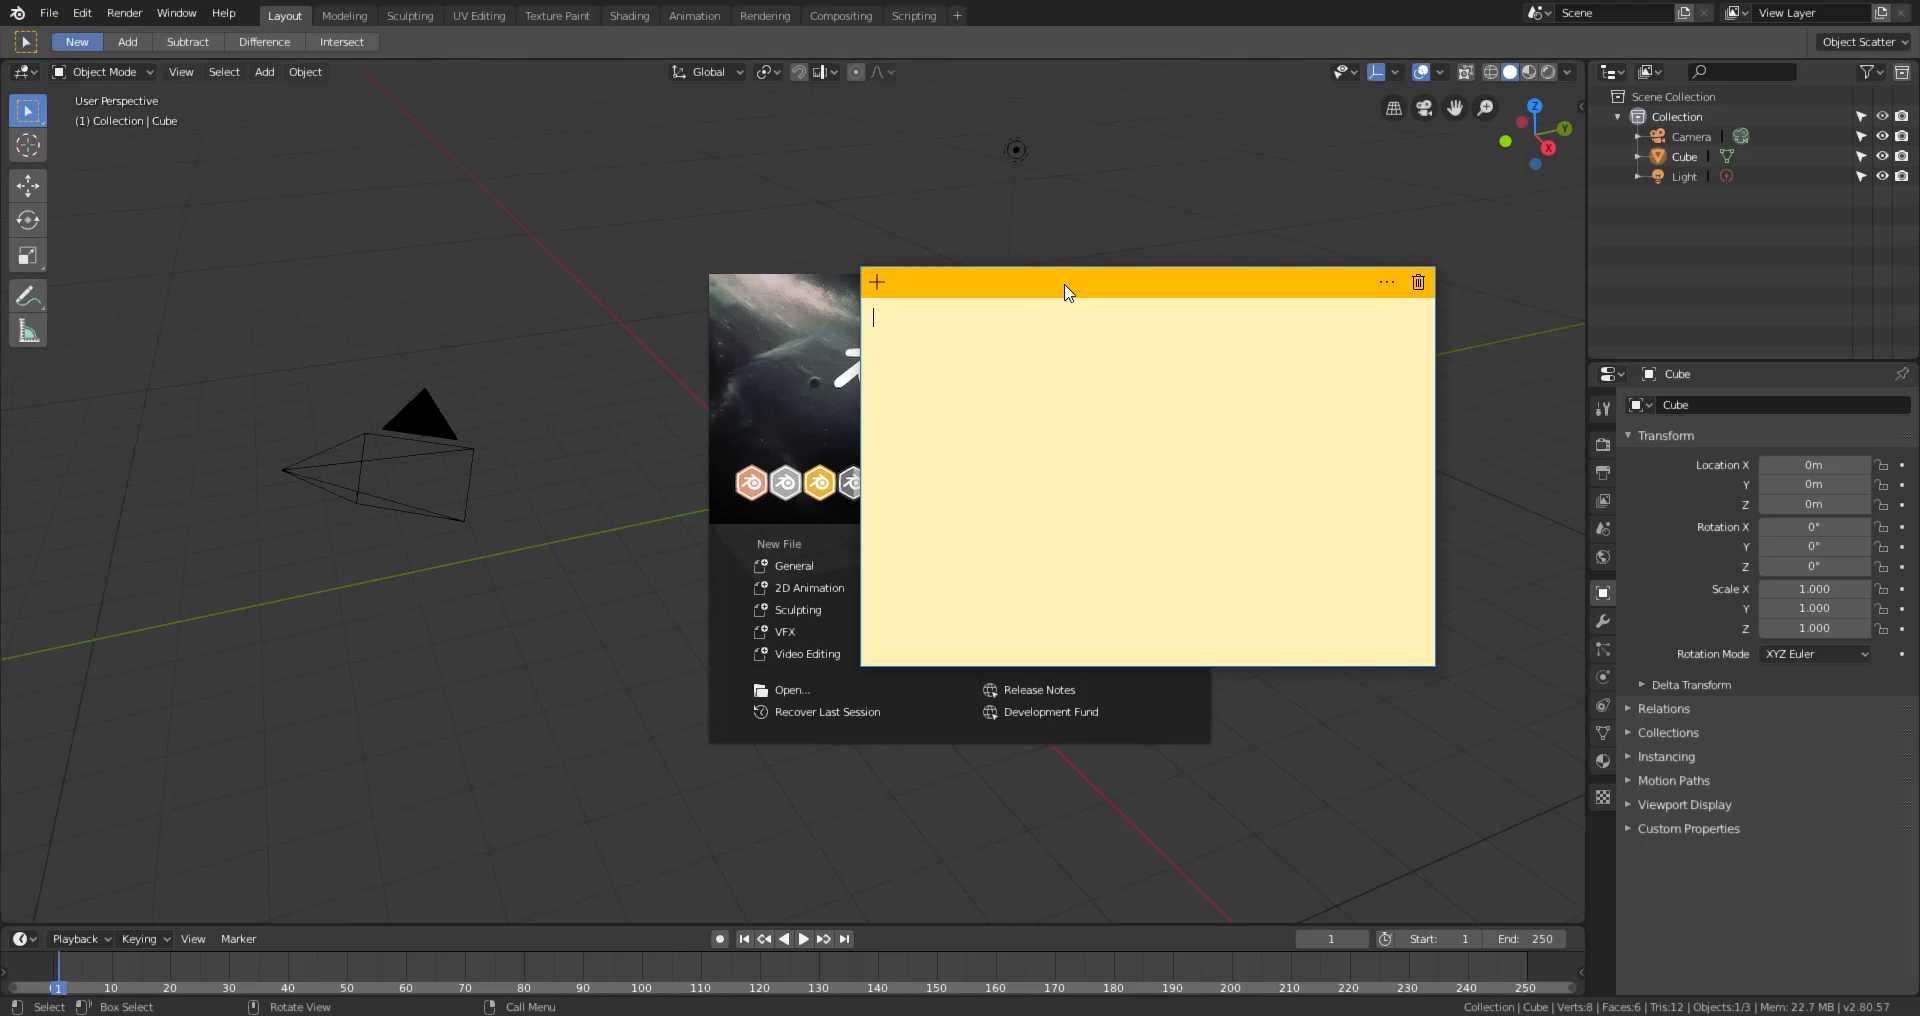 File Edit Render Window Help Layout Modeling Sculpting UV Editing Texture Paint Shading Animation Rendering Compositing Scripting + Scene View Layer
New Add Subtract Difference Intersect Object Scatter
Object Mode View Select Add Object Global
User Perspective
(1) Collection | Cube
Z
Y
X
Scene Collection
Collection
Camera
Cube
Light
Cube
Cube
Transform
Location X 0m
Y 0m
Z 0m
Rotation X 0°
Y 0°
Z 0°
Scale X 1.000
Y 1.000
Z 1.000
Rotation Mode XYZ Euler
Delta Transform
Relations
Collections
Instancing
Motion Paths
Viewport Display
Custom Properties
New File
General
2D Animation
Sculpting
VFX
Video Editing
Open... Release Notes
Recover Last Session Development Fund
Playback Keying View Marker 1 Start: 1 End: 250
1 10 20 30 40 50 60 70 80 90 100 110 120 130 140 150 160 170 180 190 200 210 220 230 240 250
Select Box Select Rotate View Call Menu Collection | Cube | Verts:8 | Faces:6 | Tris:12 | Objects:1/3 | Mem: 22.7 MB | v2.80.57